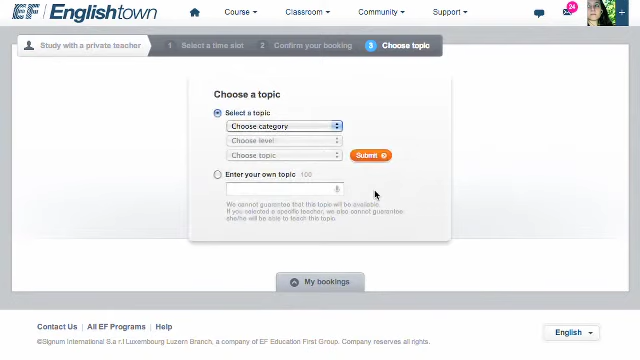 EF Englishtown
Course Classroom Community Support 24
Study with a private teacher 1 Select a time slot 2 Confirm your booking 3 Choose topic
Choose a topic
Select a topic
Choose category
Choose level
Choose topic Submit
Enter your own topic 100
We cannot guarantee that this topic will be available.
If you selected a specific teacher, we also cannot guarantee
she/he will be able to teach this topic.
My bookings
Contact Us | All EF Programs | Help
©Signum International S.a r.l Luxembourg Luzern Branch, a company of EF Education First Group. Company reserves all rights.
English